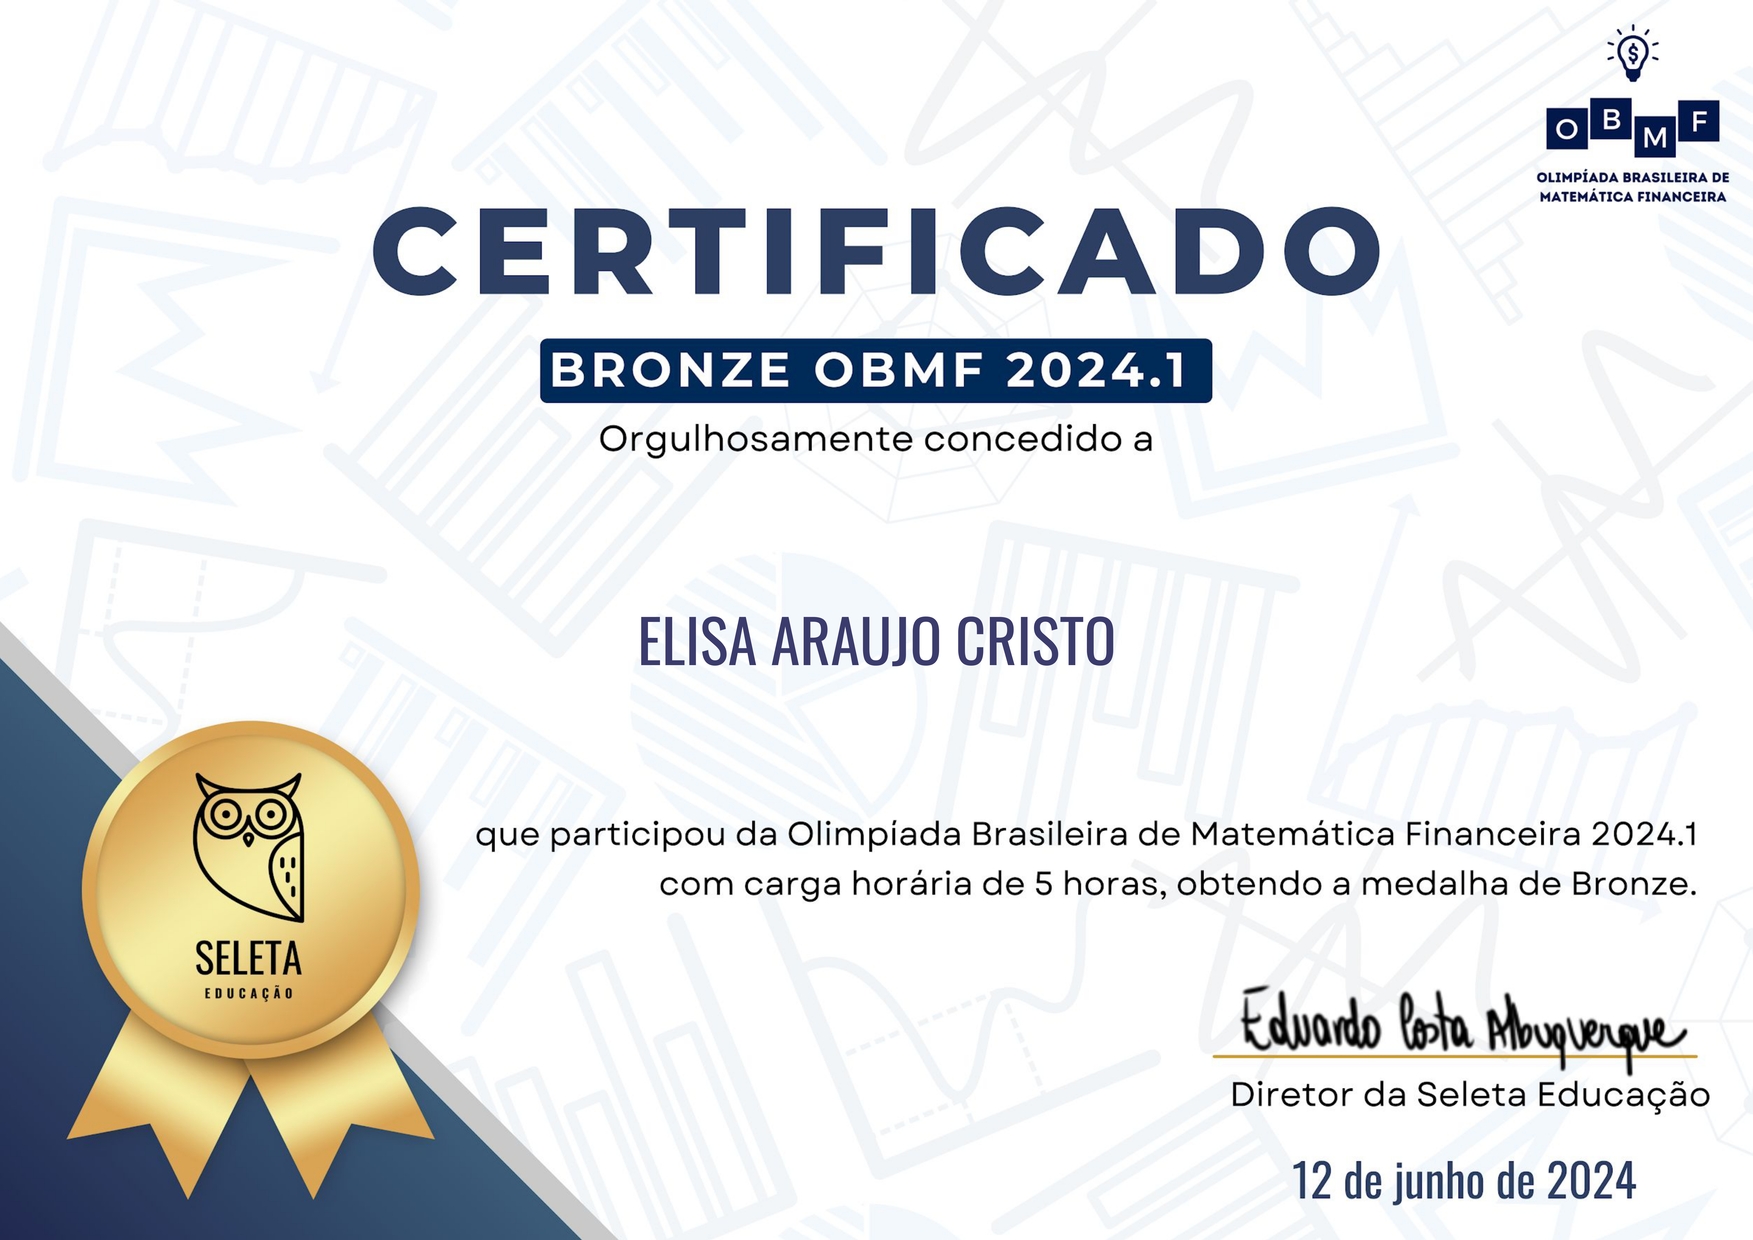 O B M F
OLIMPÍADA BRASILEIRA DE
MATEMÁTICA FINANCEIRA
CERTIFICADO
BRONZE OBMF 2024.1
Orgulhosamente concedido a
ELISA ARAUJO CRISTO
que participou da Olimpíada Brasileira de Matemática Financeira 2024.1
com carga horária de 5 horas, obtendo a medalha de Bronze.
SELETA
EDUCAÇÃO
Eduardo Costa Albuquerque
Diretor da Seleta Educação
12 de junho de 2024